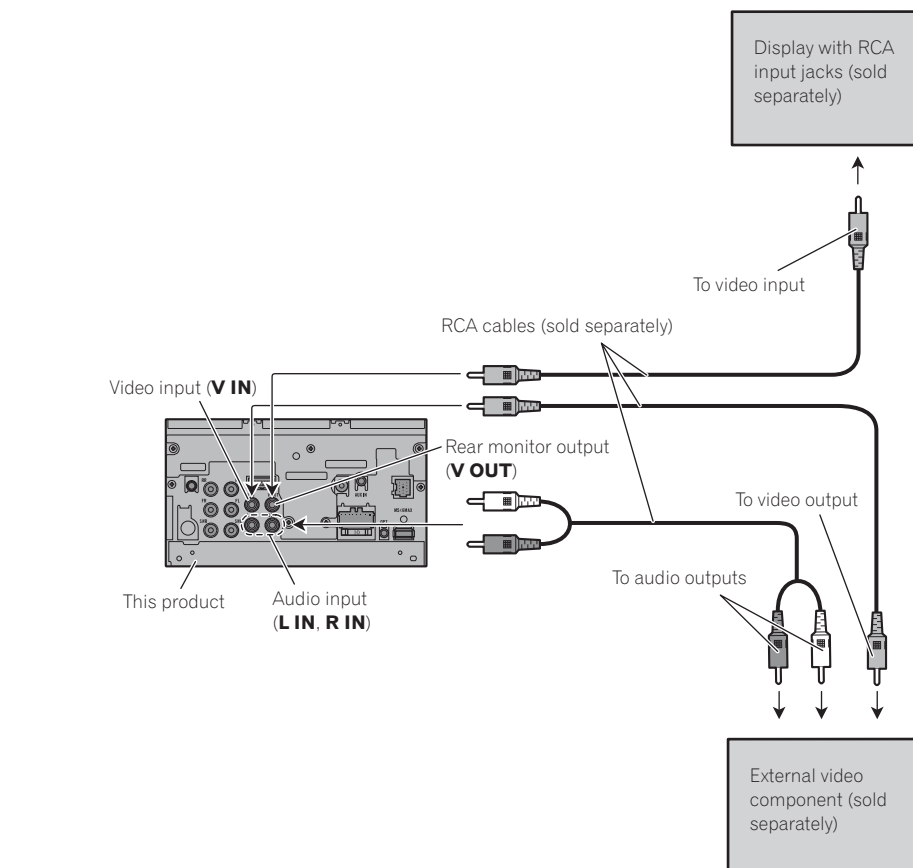 Display with RCA
input jacks (sold
separately)
To video input
RCA cables (sold separately)
Video input (V IN)
Rear monitor output
(V OUT)
To video output
To audio outputs
This product
Audio input
(L IN, R IN)
External video
component (sold
separately)